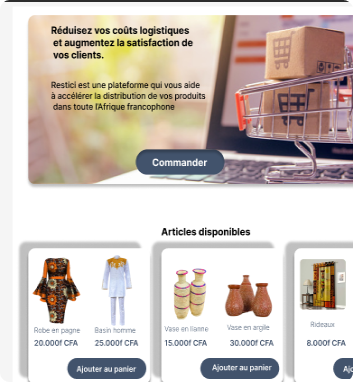 Réduisez vos coûts logistiques
et augmentez la satisfaction de
vos clients.
Restici est une plateforme qui vous aide
à accélérer la distribution de vos produits
dans toute l'Afrique francophone
Commander
Articles disponibles
Robe en pagne
Basin homme
20.000f CFA
25.000f CFA
Ajouter au panier
Vase en lianne
Vase en argile
15.000f CFA
30.000f CFA
Ajouter au panier
Rideaux
8.000f CFA
Ajo